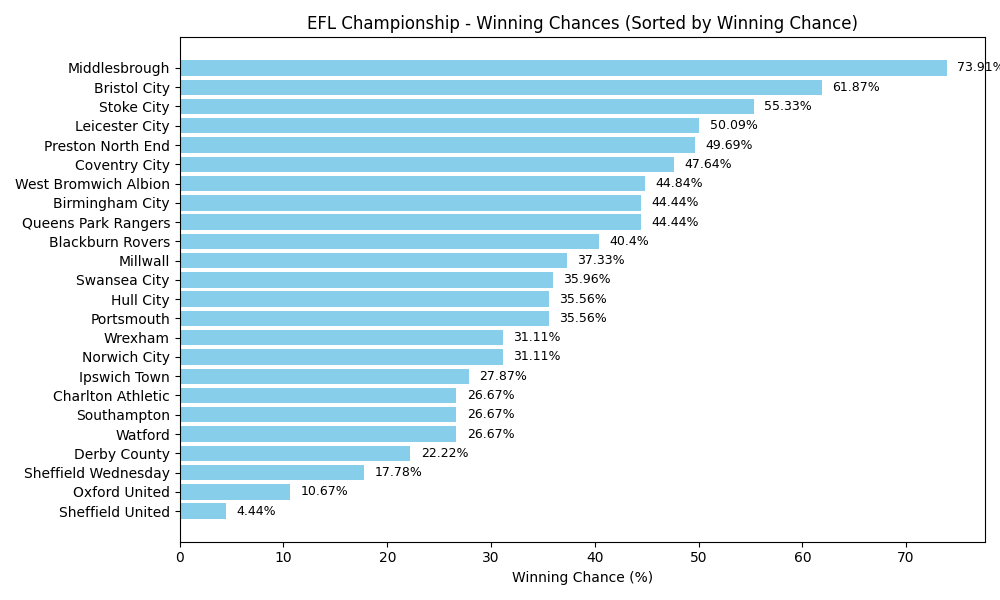 EFL Championship - Winning Chances (Sorted by Winning Chance)
Middlesbrough 73.91%
Bristol City 61.87%
Stoke City 55.33%
Leicester City 50.09%
Preston North End 49.69%
Coventry City 47.64%
West Bromwich Albion 44.84%
Birmingham City 44.44%
Queens Park Rangers 44.44%
Blackburn Rovers 40.4%
Millwall 37.33%
Swansea City 35.96%
Hull City 35.56%
Portsmouth 35.56%
Wrexham 31.11%
Norwich City 31.11%
Ipswich Town 27.87%
Charlton Athletic 26.67%
Southampton 26.67%
Watford 26.67%
Derby County 22.22%
Sheffield Wednesday 17.78%
Oxford United 10.67%
Sheffield United 4.44%
0 10 20 30 40 50 60 70
Winning Chance (%)